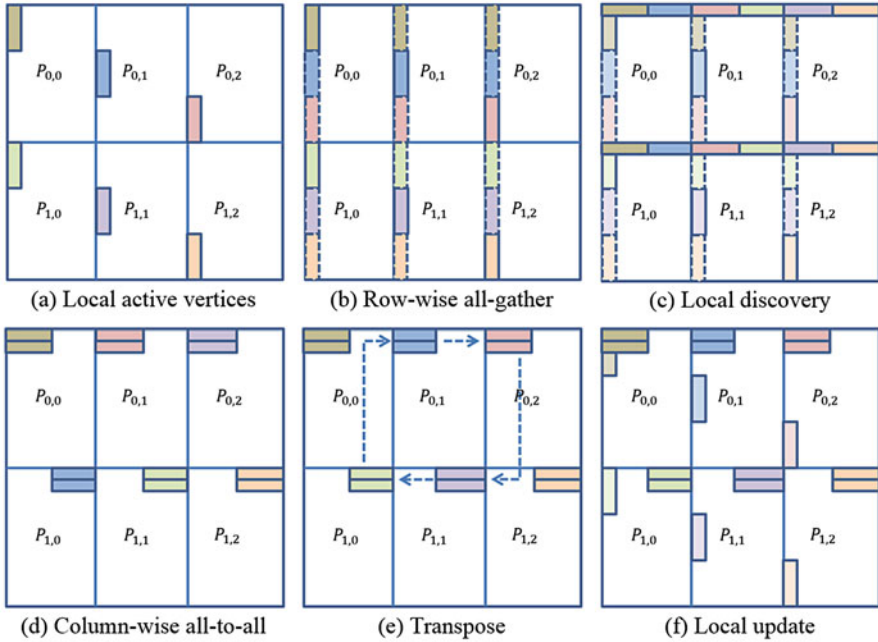 P0,0 P0,1 P0,2
P1,0 P1,1 P1,2
(a) Local active vertices
P0,0 P0,1 P0,2
P1,0 P1,1 P1,2
(b) Row-wise all-gather
P0,0 P0,1 P0,2
P1,0 P1,1 P1,2
(c) Local discovery
P0,0 P0,1 P0,2
P1,0 P1,1 P1,2
(d) Column-wise all-to-all
P0,0 P0,1 P0,2
P1,0 P1,1 P1,2
(e) Transpose
P0,0 P0,1 P0,2
P1,0 P1,1 P1,2
(f) Local update